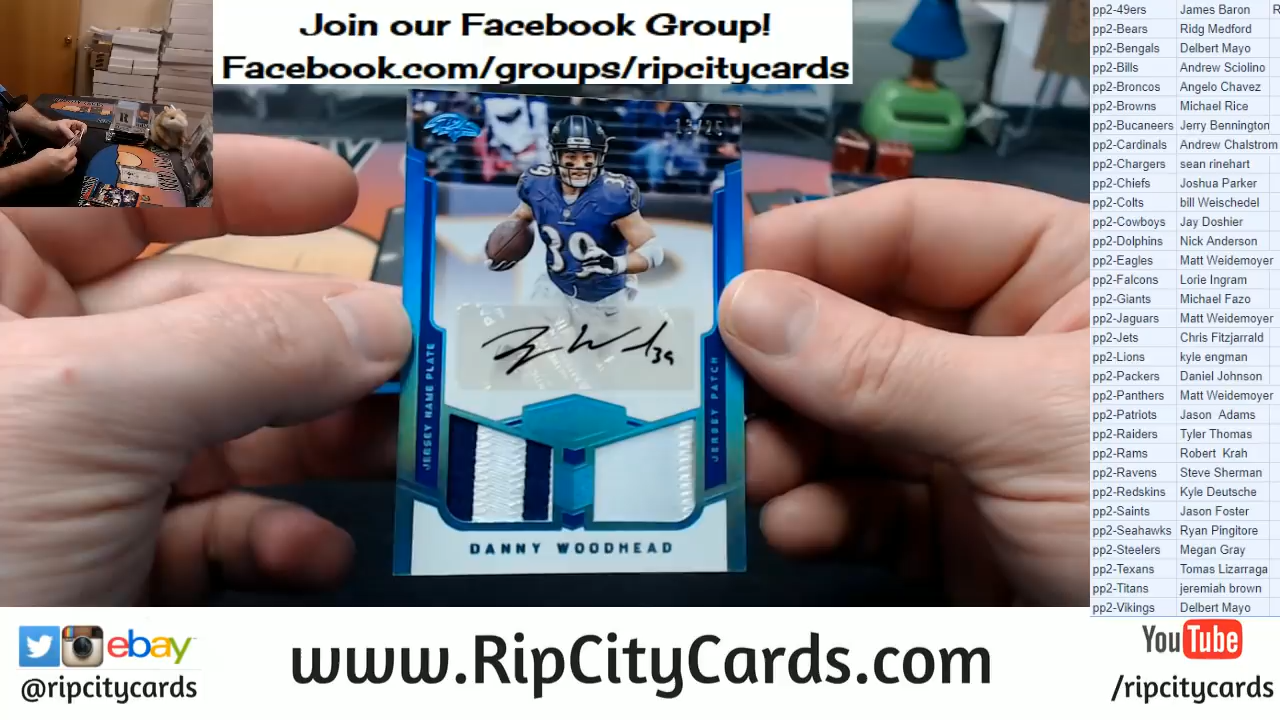 Join our Facebook Group!
Facebook.com/groups/ripcitycards
39
39
JERSEY NAME PLATE
JERSEY PATCH
DANNY WOODHEAD
pp2-49ers James Baron R
pp2-Bears Ridg Medford
pp2-Bengals Delbert Mayo
pp2-Bills Andrew Sciolino
pp2-Broncos Angelo Chavez
pp2-Browns Michael Rice
pp2-Bucaneers Jerry Bennington
pp2-Cardinals Andrew Chalstrom
pp2-Chargers sean rinehart
pp2-Chiefs Joshua Parker
pp2-Colts bill Weischedel
pp2-Cowboys Jay Doshier
pp2-Dolphins Nick Anderson
pp2-Eagles Matt Weidemoyer
pp2-Falcons Lorie Ingram
pp2-Giants Michael Fazo
pp2-Jaguars Matt Weidemoyer
pp2-Jets Chris Fitzjarrald
pp2-Lions kyle engman
pp2-Packers Daniel Johnson
pp2-Panthers Matt Weidemoyer
pp2-Patriots Jason Adams
pp2-Raiders Tyler Thomas
pp2-Rams Robert Krah
pp2-Ravens Steve Sherman
pp2-Redskins Kyle Deutsche
pp2-Saints Jason Foster
pp2-Seahawks Ryan Pingitore
pp2-Steelers Megan Gray
pp2-Texans Tomas Lizarraga
pp2-Titans jeremiah brown
pp2-Vikings Delbert Mayo
ebay
@ripcitycards
www.RipCityCards.com
YouTube
/ripcitycards